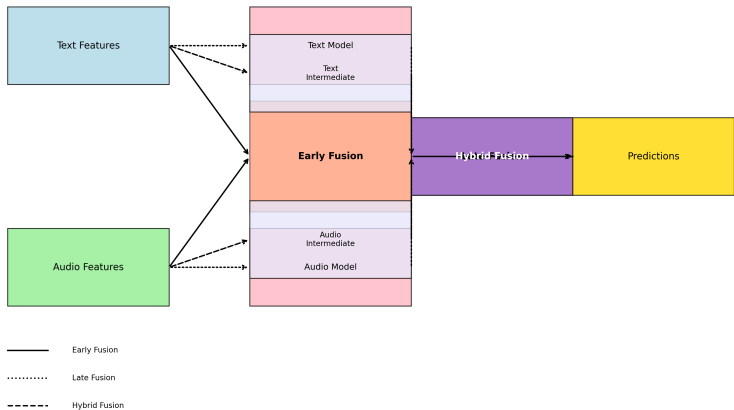 Text Features
Text Model
Text
Intermediate
Early Fusion
Hybrid Fusion
Predictions
Audio
Intermediate
Audio Features
Audio Model
Early Fusion
Late Fusion
Hybrid Fusion